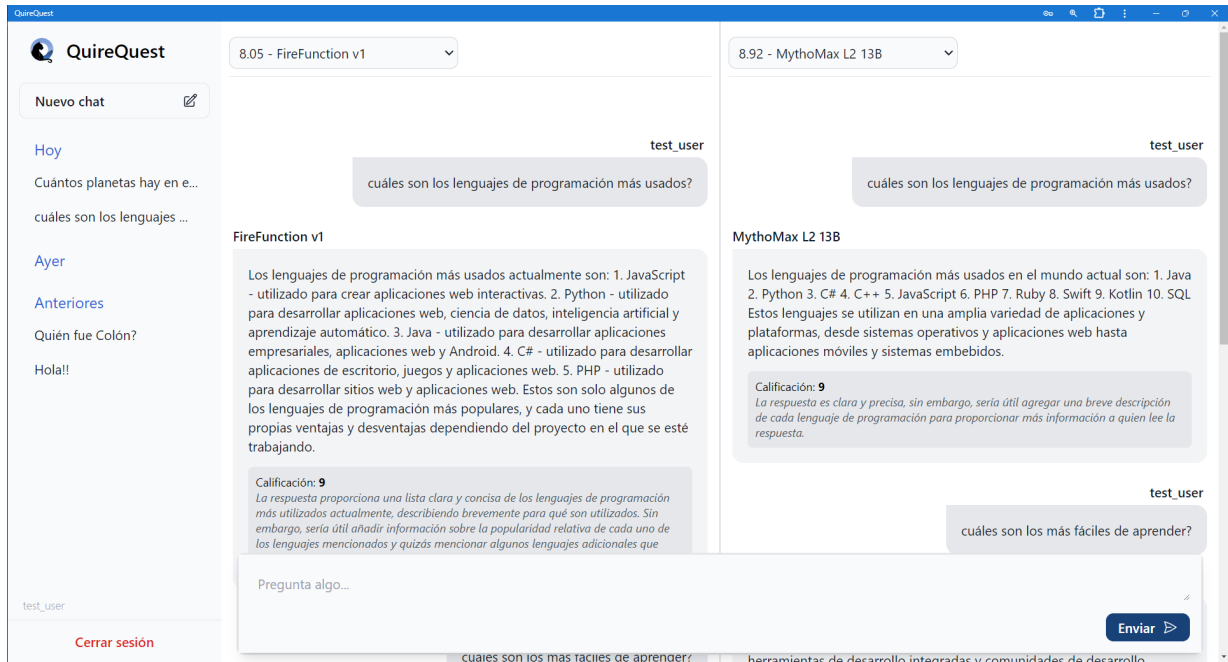 QuireQuest
QuireQuest
Nuevo chat
Hoy
Cuántos planetas hay en e...
cuáles son los lenguajes ...
Ayer
Anteriores
Quién fue Colón?
Hola!!
test_user
Cerrar sesión
8.05 - FireFunction v1
test_user
cuáles son los lenguajes de programación más usados?
FireFunction v1
Los lenguajes de programación más usados actualmente son: 1. JavaScript
- utilizado para crear aplicaciones web interactivas. 2. Python - utilizado
para desarrollar aplicaciones web, ciencia de datos, inteligencia artificial y
aprendizaje automático. 3. Java - utilizado para desarrollar aplicaciones
empresariales, aplicaciones web y Android. 4. C# - utilizado para desarrollar
aplicaciones de escritorio, juegos y aplicaciones web. 5. PHP - utilizado
para desarrollar sitios web y aplicaciones web. Estos son solo algunos de
los lenguajes de programación más populares, y cada uno tiene sus
propias ventajas y desventajas dependiendo del proyecto en el que se esté
trabajando.
Calificación: 9
La respuesta proporciona una lista clara y concisa de los lenguajes de programación
más utilizados actualmente, describiendo brevemente para qué son utilizados. Sin
embargo, sería útil añadir información sobre la popularidad relativa de cada uno de
los lenguajes mencionados y quizás mencionar algunos lenguajes adicionales que
cuáles son los más fáciles de aprender?
8.92 - MythoMax L2 13B
test_user
cuáles son los lenguajes de programación más usados?
MythoMax L2 13B
Los lenguajes de programación más usados en el mundo actual son: 1. Java
2. Python 3. C# 4. C++ 5. JavaScript 6. PHP 7. Ruby 8. Swift 9. Kotlin 10. SQL
Estos lenguajes se utilizan en una amplia variedad de aplicaciones y
plataformas, desde sistemas operativos y aplicaciones web hasta
aplicaciones móviles y sistemas embebidos.
Calificación: 9
La respuesta es clara y precisa, sin embargo, sería útil agregar una breve descripción
de cada lenguaje de programación para proporcionar más información a quien lee la
respuesta.
test_user
cuáles son los más fáciles de aprender?
herramientas de desarrollo integradas y comunidades de desarrollo
Pregunta algo...
Enviar